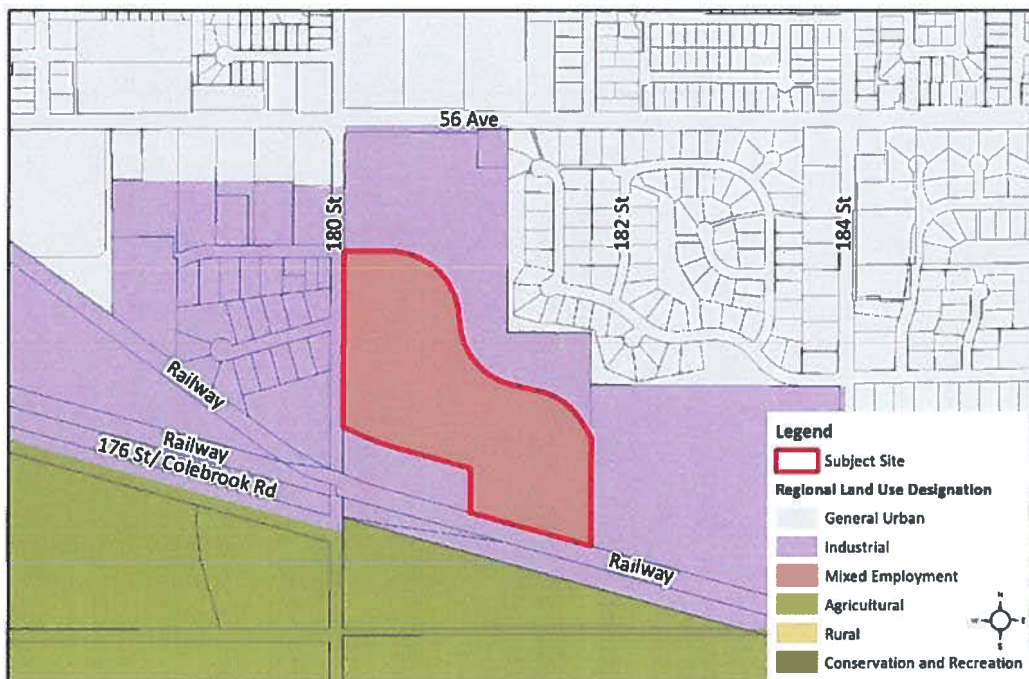 56 Ave
180 St
182 St
184 St
Railway
Railway
176 St/ Colebrook Rd
Railway
Legend
Subject Site
Regional Land Use Designation
General Urban
Industrial
Mixed Employment
Agricultural
Rural
Conservation and Recreation
N
W
E
S